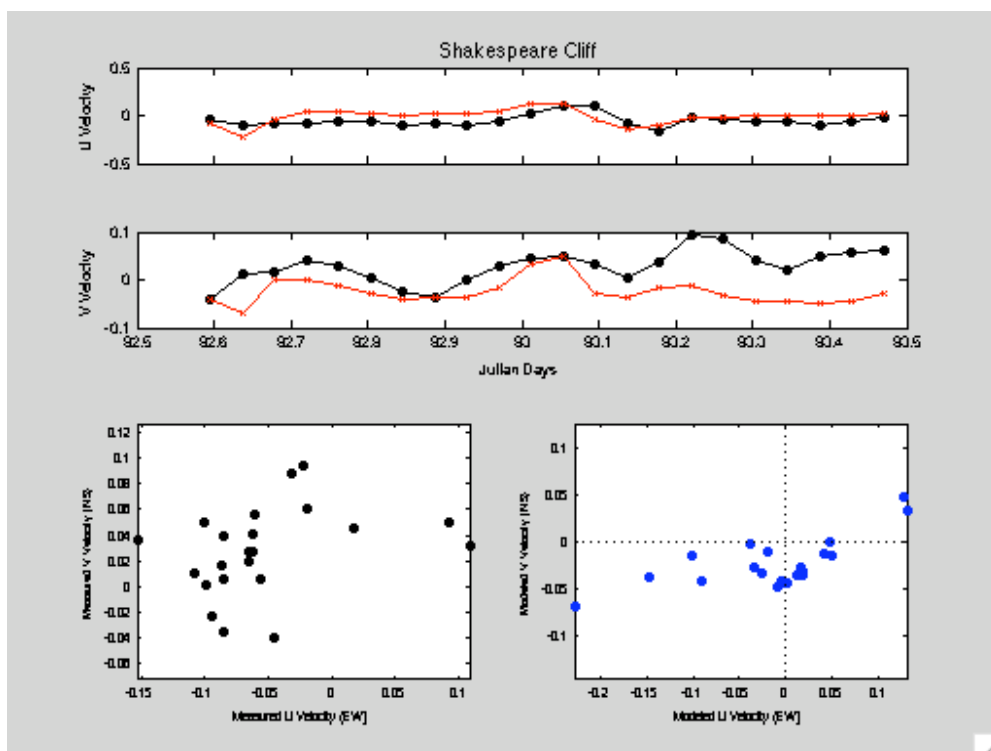 Shakespeare Cliff
0.5
0
-0.5
U Velocity
0.1
0
-0.1
V Velocity
92.5 92.6 92.7 92.8 92.9 93 93.1 93.2 93.3 93.4 93.5
Julian Days
0.12
0.1
0.08
0.06
0.04
0.02
0
-0.02
-0.04
-0.06
Measured V Velocity (NS)
-0.15 -0.1 -0.05 0 0.05 0.1
Measured U Velocity (EW)
0.1
0.05
0
-0.05
-0.1
Modeled V Velocity (NS)
-0.2 -0.15 -0.1 -0.05 0 0.05 0.1
Modeled U Velocity (EW)